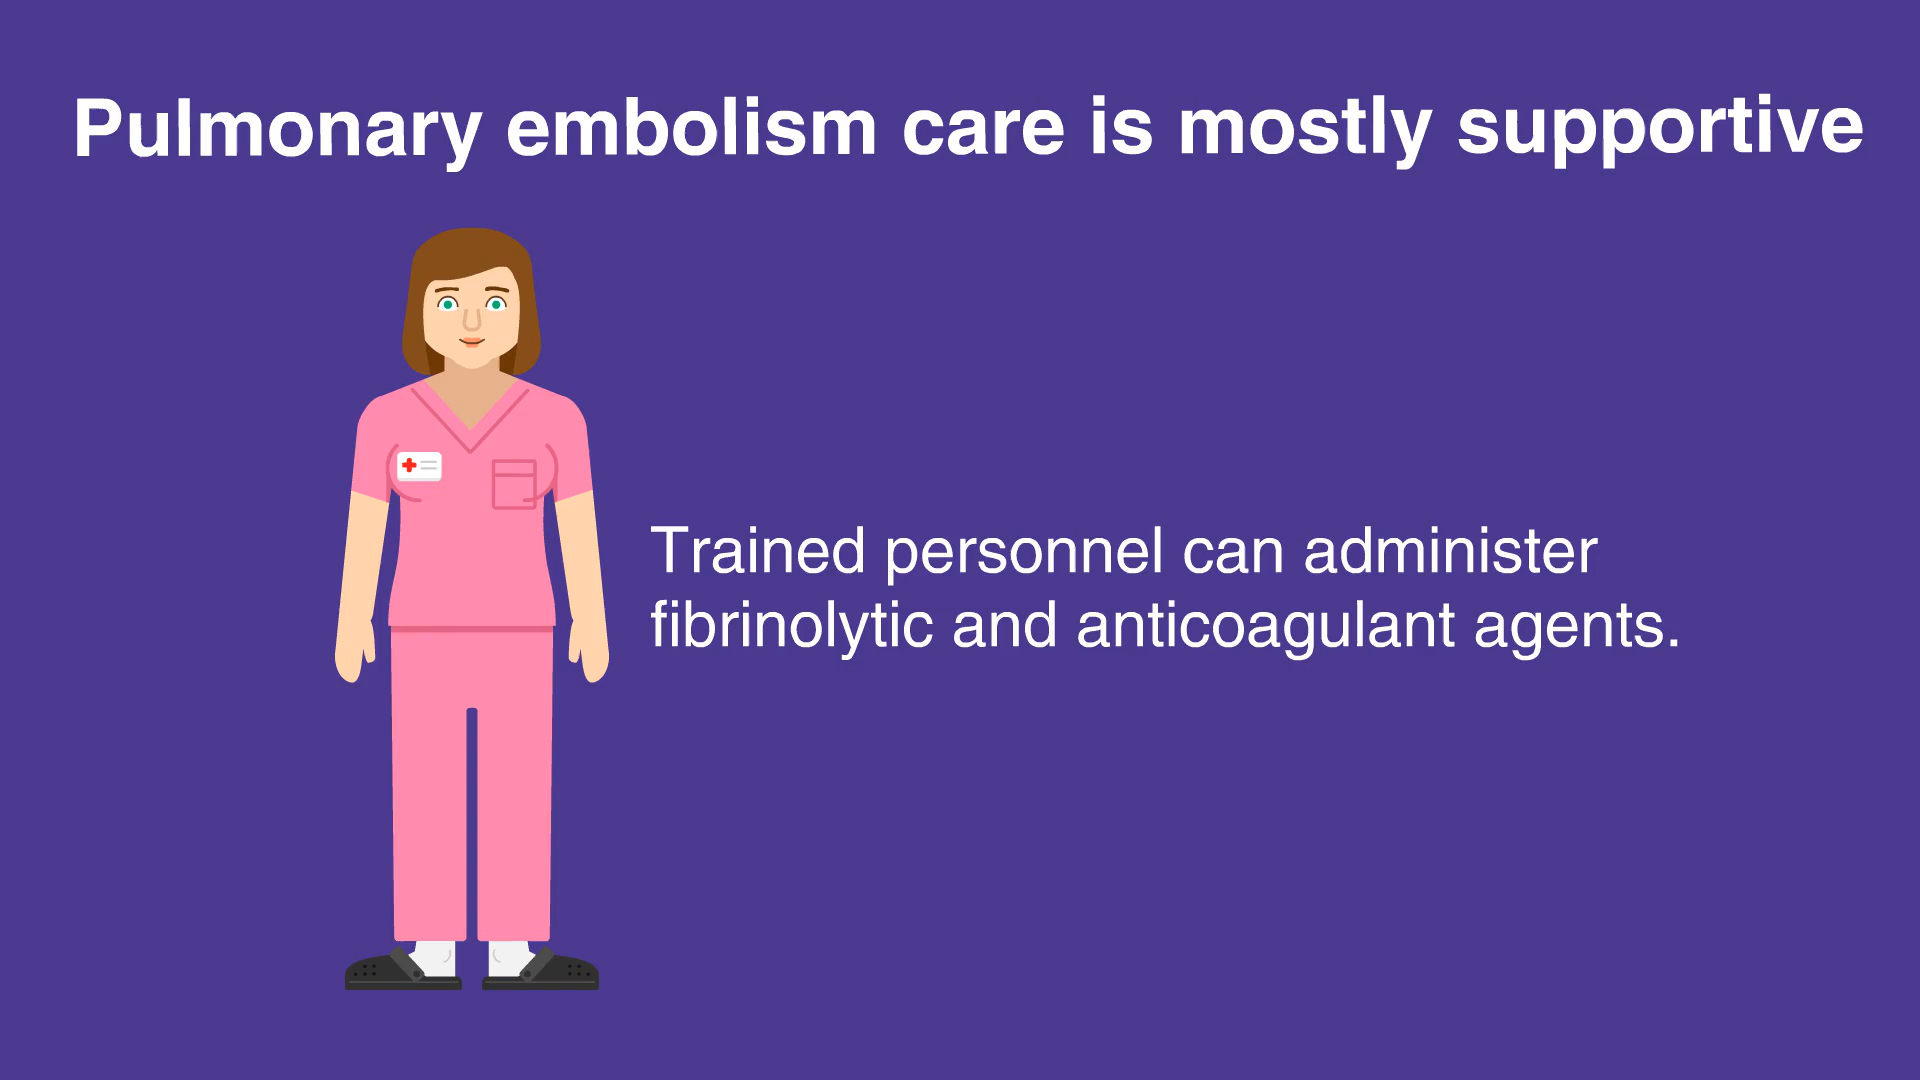 Pulmonary embolism care is mostly supportive
Trained personnel can administer
fibrinolytic and anticoagulant agents.